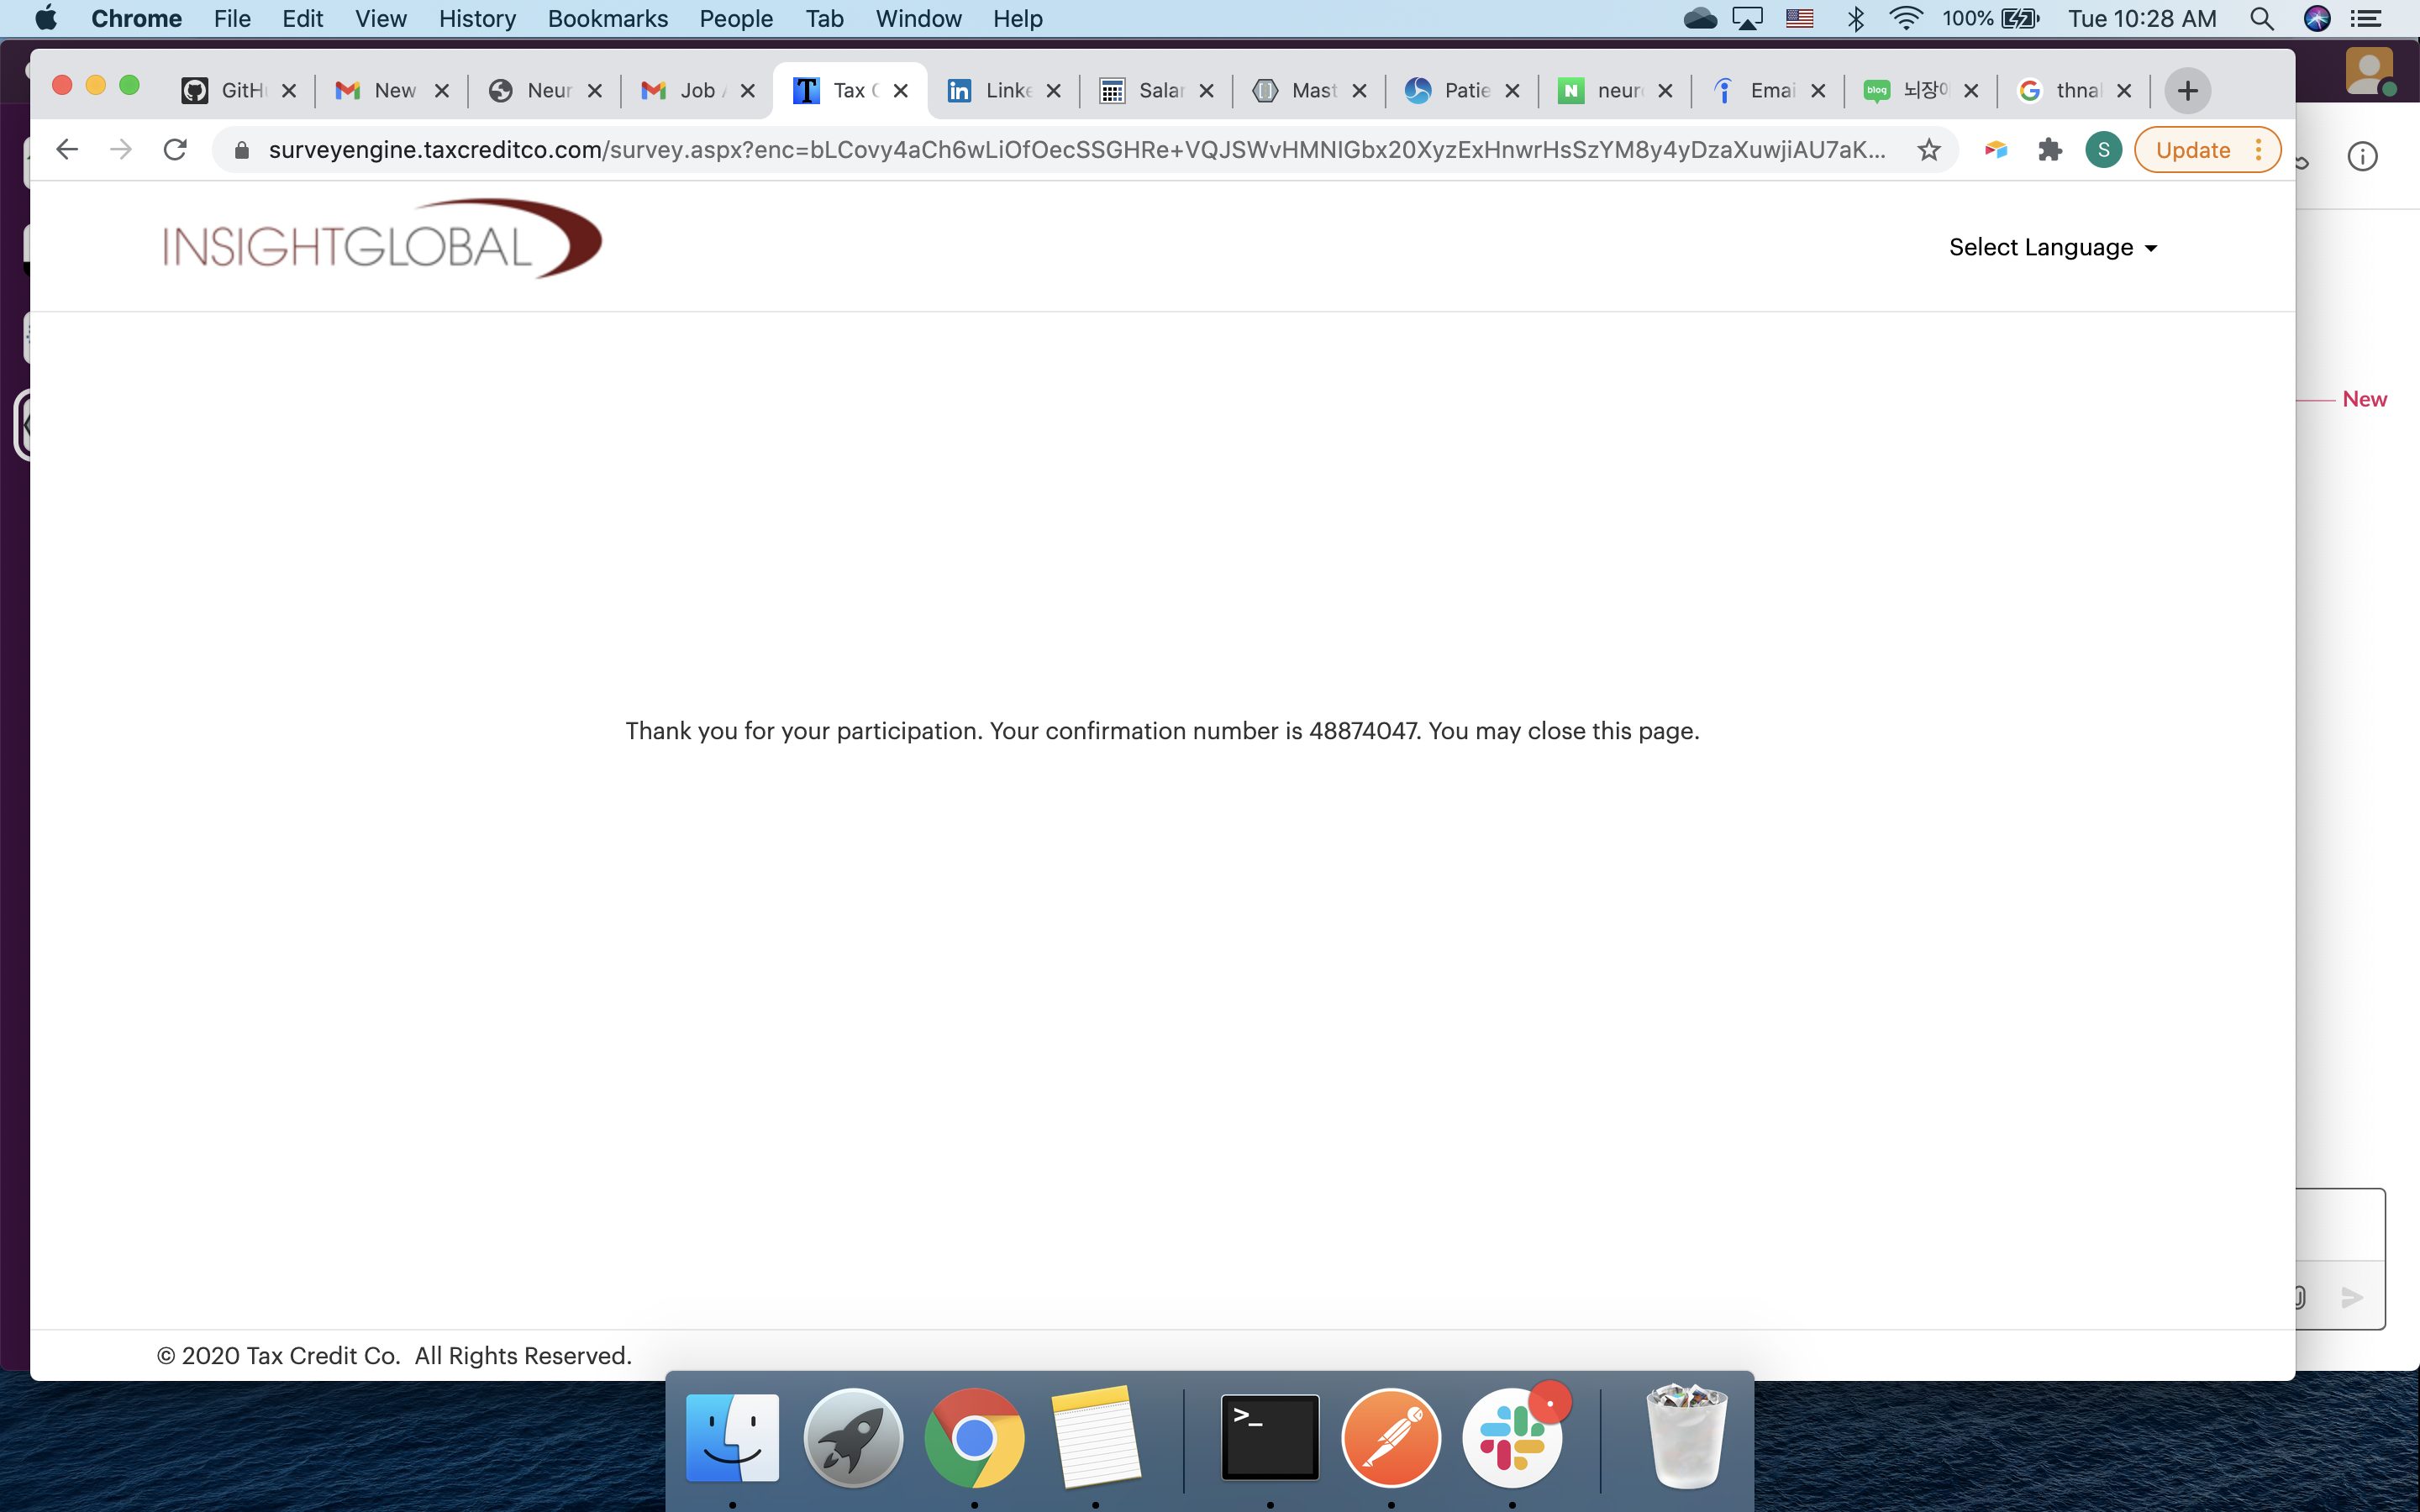 Chrome File Edit View History Bookmarks People Tab Window Help 100% Tue 10:28 AM
GitH New Neur Job Tax C Linke Salar Mast Patie neur Emai 뇌장 thnal
surveyengine.taxcreditco.com/survey.aspx?enc=bLCovy4aCh6wLiOfOecSSGHRe+VQJSWvHMNIGbx20XyzExHnwrHsSzYM8y4yDzaXuwjiAU7aK... S Update
INSIGHTGLOBAL
Select Language
New
Thank you for your participation. Your confirmation number is 48874047. You may close this page.
© 2020 Tax Credit Co. All Rights Reserved.